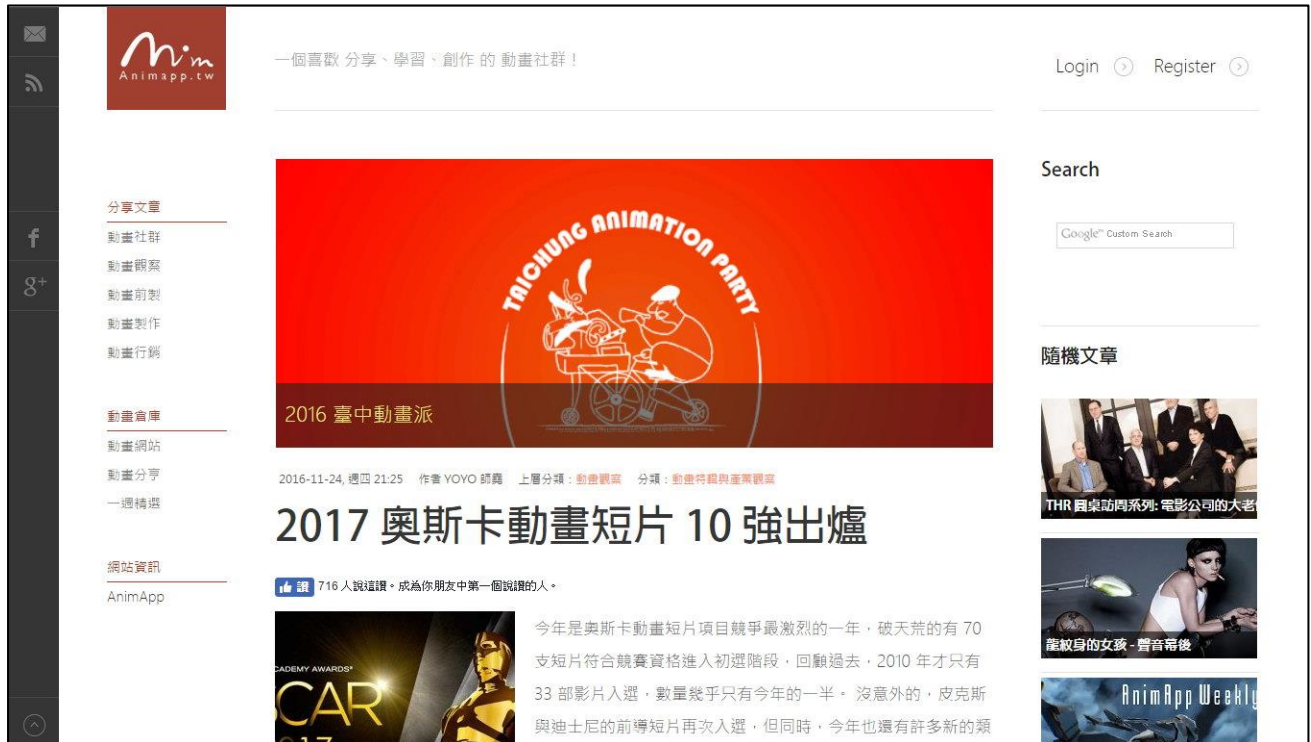 Mim
Animapp.tw
一個喜歡 分享、學習、創作 的 動畫社群！
Login
Register
分享文章
動畫社群
動畫觀察
動畫前製
動畫製作
動畫行銷
動畫倉庫
動畫網站
動畫分享
一週精選
網站資訊
AnimApp
TAICHUNG ANIMATION PARTY
2016 臺中動畫派
2016-11-24, 週四 21:25 作者 YOYO 師堯 上層分類：動畫觀察 分類：動畫特輯與產業觀察
2017 奧斯卡動畫短片 10 強出爐
讚 716 人說這讚。成為你朋友中第一個說讚的人。
ACADEMY AWARDS®
SCAR
2017
今年是奧斯卡動畫短片項目競爭最激烈的一年，破天荒的有 70
支短片符合競賽資格進入初選階段，回顧過去，2010 年才只有
33 部影片入選，數量幾乎只有今年的一半。 沒意外的，皮克斯
與迪士尼的前導短片再次入選，但同時，今年也還有許多新的類
Search
Google™ Custom Search
隨機文章
THR 圓桌訪問系列: 電影公司的大老
龍紋身的女孩 - 聲音幕後
AnimApp Weekly
f
g+